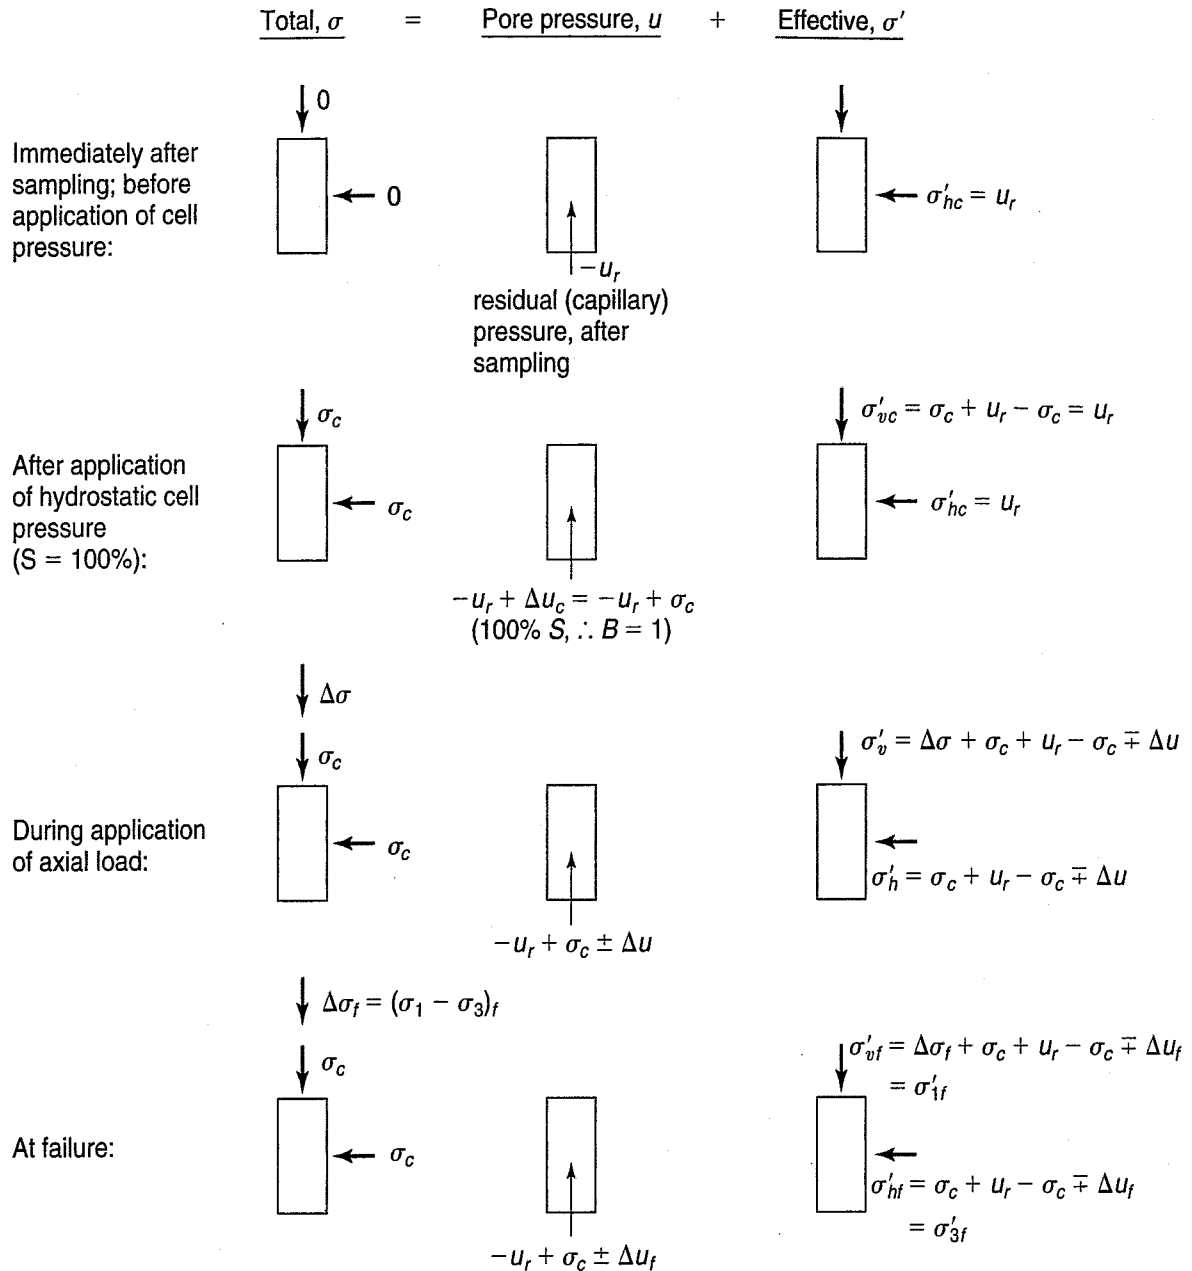 Total, σ = Pore pressure, u + Effective, σ′
0
Immediately after
sampling; before
application of cell
pressure:
0
σ′hc = ur
−ur
residual (capillary)
pressure, after
sampling
σc
σ′vc = σc + ur − σc = ur
After application
of hydrostatic cell
pressure
(S = 100%):
σc
σ′hc = ur
−ur + Δuc = −ur + σc
(100% S, ∴ B = 1)
Δσ
σc
σ′v = Δσ + σc + ur − σc ∓ Δu
During application
of axial load:
σc
σ′h = σc + ur − σc ∓ Δu
−ur + σc ± Δu
Δσf = (σ1 − σ3)f
σc
σ′vf = Δσf + σc + ur − σc ∓ Δuf
= σ′1f
At failure:
σc
σ′hf = σc + ur − σc ∓ Δuf
= σ′3f
−ur + σc ± Δuf